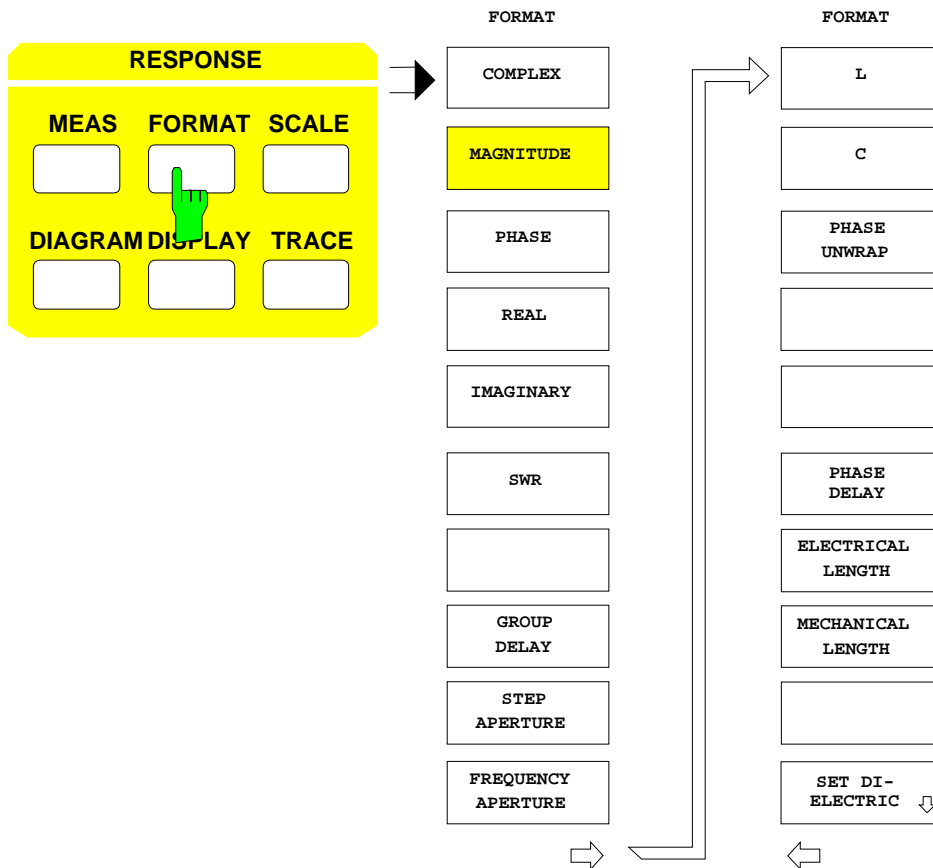 RESPONSE
MEAS FORMAT SCALE
DIAGRAM DISPLAY TRACE
FORMAT
COMPLEX
MAGNITUDE
PHASE
REAL
IMAGINARY
SWR
GROUP
DELAY
STEP
APERTURE
FREQUENCY
APERTURE
FORMAT
L
C
PHASE
UNWRAP
PHASE
DELAY
ELECTRICAL
LENGTH
MECHANICAL
LENGTH
SET DI-
ELECTRIC